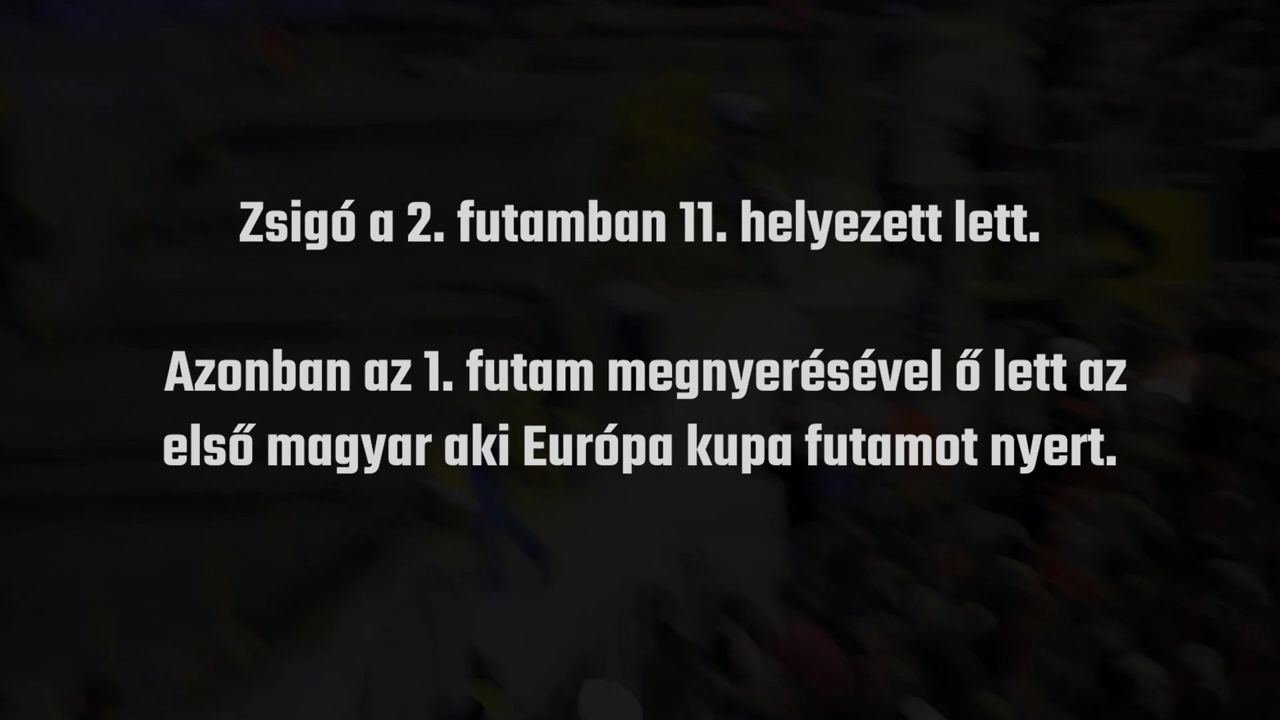 Zsigó a 2. futamban 11. helyezett lett.
Azonban az 1. futam megnyerésével ő lett az
első magyar aki Európa kupa futamot nyert.